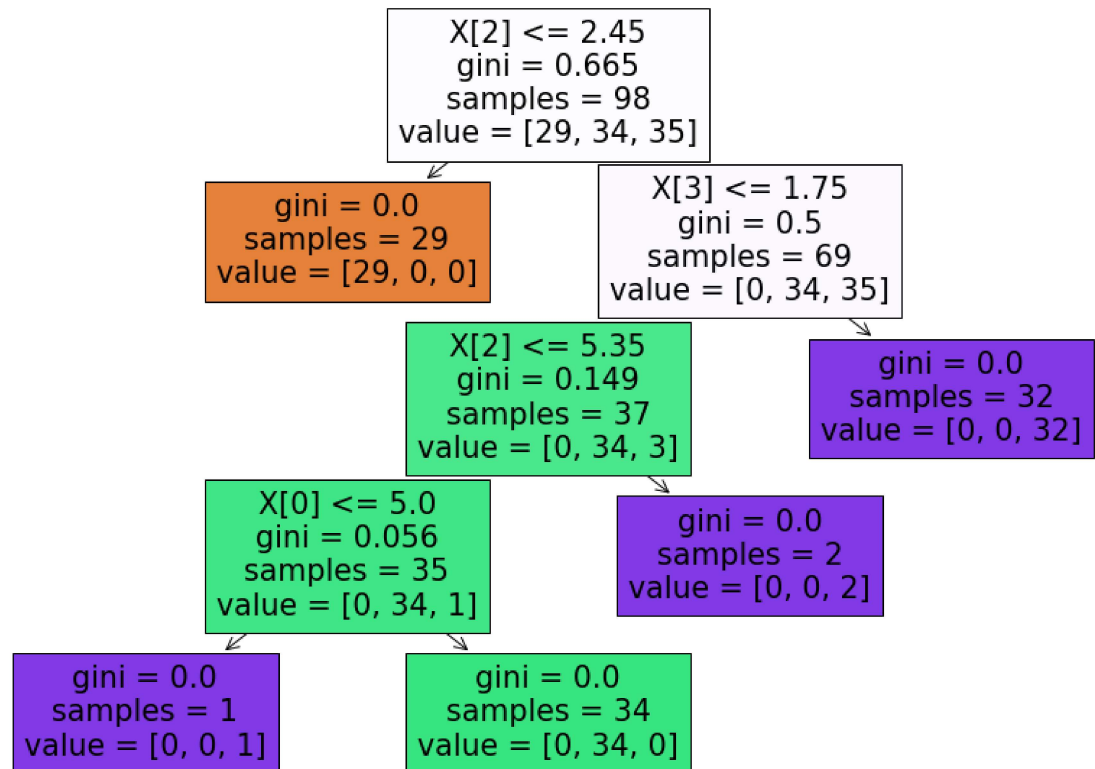 X[2] <= 2.45
gini = 0.665
samples = 98
value = [29, 34, 35]
gini = 0.0
samples = 29
value = [29, 0, 0]
X[3] <= 1.75
gini = 0.5
samples = 69
value = [0, 34, 35]
X[2] <= 5.35
gini = 0.149
samples = 37
value = [0, 34, 3]
gini = 0.0
samples = 32
value = [0, 0, 32]
X[0] <= 5.0
gini = 0.056
samples = 35
value = [0, 34, 1]
gini = 0.0
samples = 2
value = [0, 0, 2]
gini = 0.0
samples = 1
value = [0, 0, 1]
gini = 0.0
samples = 34
value = [0, 34, 0]